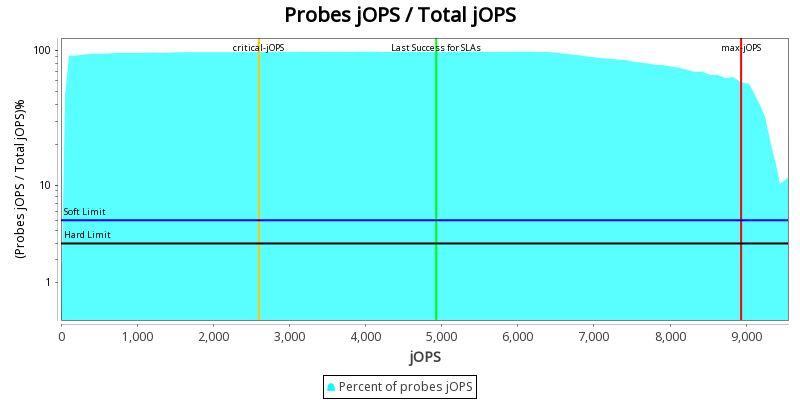 Probes jOPS / Total jOPS
(Probes jOPS / Total jOPS)%
100
10
1
critical-jOPS
Last Success for SLAs
max-jOPS
Soft Limit
Hard Limit
0 1,000 2,000 3,000 4,000 5,000 6,000 7,000 8,000 9,000
jOPS
Percent of probes jOPS